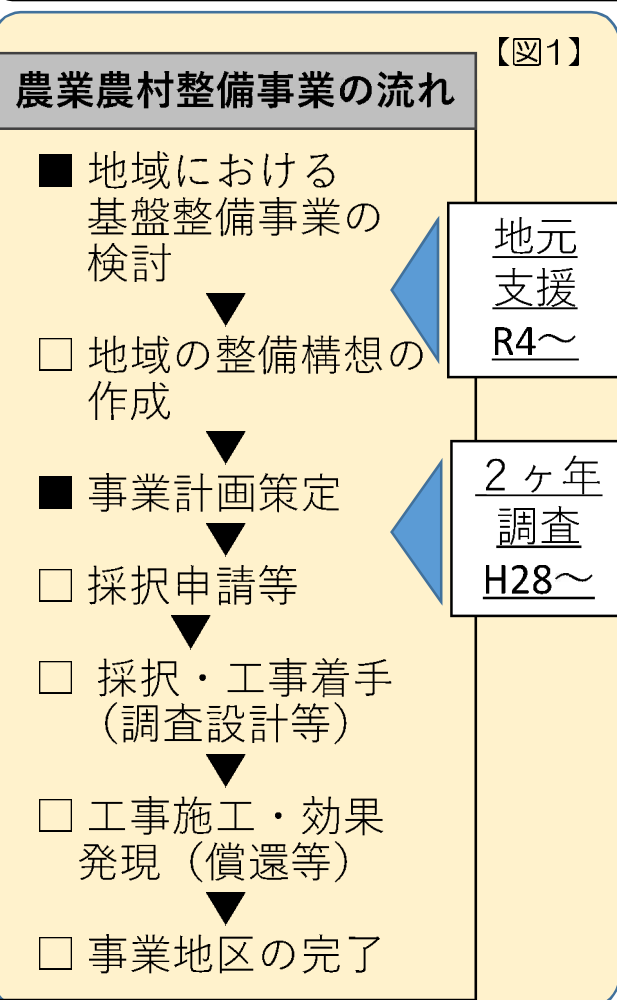 【図1】
農業農村整備事業の流れ
■ 地域における
基盤整備事業の
検討
▼
□ 地域の整備構想の
作成
▼
■ 事業計画策定
▼
□ 採択申請等
▼
□ 採択・工事着手
（調査設計等）
▼
□ 工事施工・効果
発現（償還等）
▼
□ 事業地区の完了
地元
支援
R4～
２ヶ年
調査
H28～